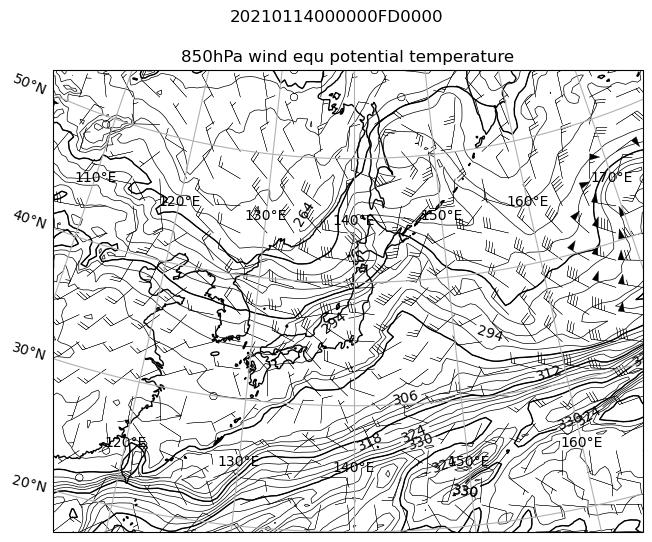 20210114000000FD0000
850hPa wind equ potential temperature
50°N
110°E
170°E
120°E
160°E
130°E
264
140°E
150°E
40°N
294
294
30°N
312
306
330
324
318
324
330
120°E
160°E
130°E
140°E
150°E
20°N
330